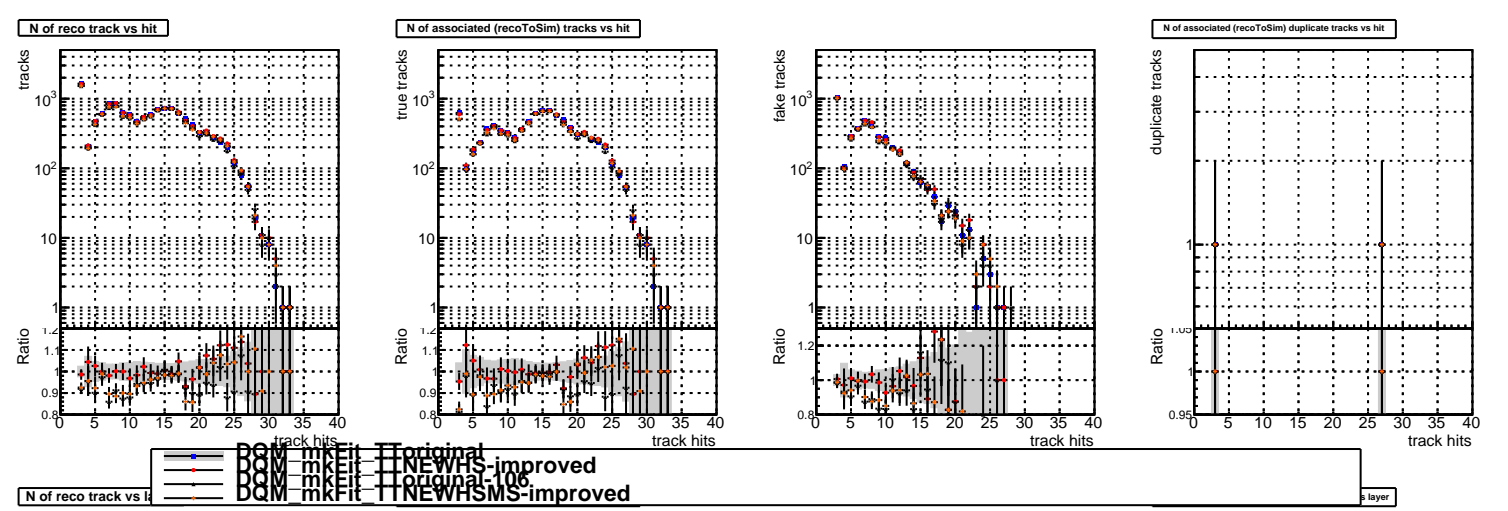 N of reco track vs hit
N of associated (recoToSim) tracks vs hit
N of associated (recoToSim) duplicate tracks vs hit
tracks
10³
10²
10
1
Ratio
1.2
1.1
1
0.9
0.8
0 5 10 15 20 25 30 35 40
track hits
true tracks
10³
10²
10
1
Ratio
1.2
1.1
1
0.9
0.8
0 5 10 15 20 25 30 35 40
track hits
fake tracks
10³
10²
10
1
Ratio
1.2
1
0.8
0 5 10 15 20 25 30 35 40
track hits
duplicate tracks
1
Ratio
1.05
1
0.95
0 5 10 15 20 25 30 35 40
track hits
DQM_mkFit_TToriginal
DQM_mkFit_TTNEWHS-improved
DQM_mkFit_TToriginal-106
DQM_mkFit_TTNEWHSMS-improved
N of reco track vs la
s layer